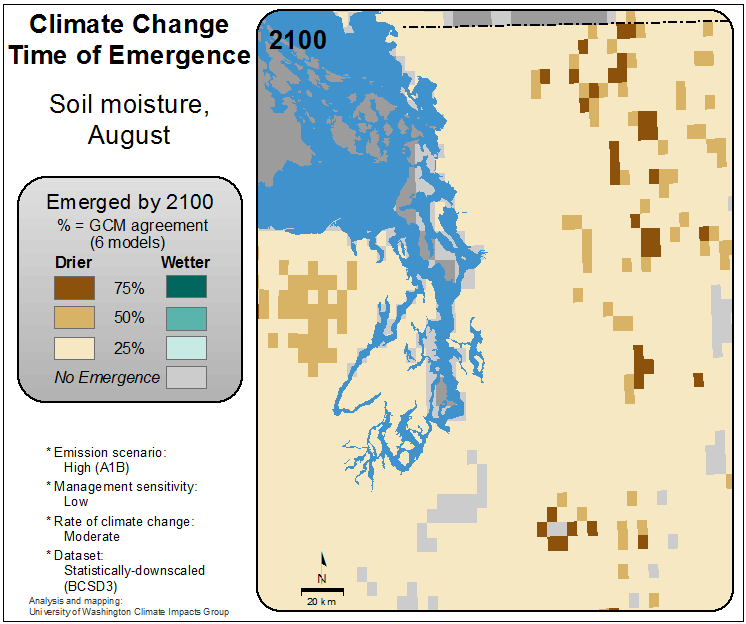 Climate Change
Time of Emergence
Soil moisture,
August
Emerged by 2100
% = GCM agreement
(6 models)
Drier Wetter
75%
50%
25%
No Emergence
* Emission scenario:
High (A1B)
* Management sensitivity:
Low
* Rate of climate change:
Moderate
* Dataset:
Statistically-downscaled
(BCSD3)
Analysis and mapping:
University of Washington Climate Impacts Group
2100
N
20 km